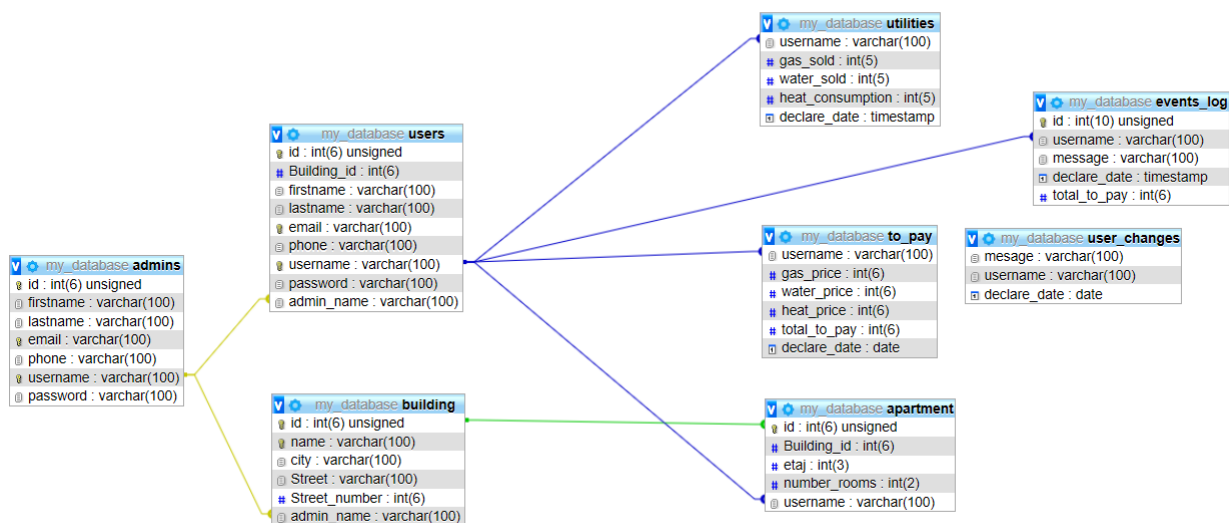 my_database utilities
username : varchar(100)
gas_sold : int(5)
water_sold : int(5)
heat_consumption : int(5)
declare_date : timestamp
my_database events_log
id : int(10) unsigned
username : varchar(100)
message : varchar(100)
declare_date : timestamp
total_to_pay : int(6)
my_database users
id : int(6) unsigned
Building_id : int(6)
firstname : varchar(100)
lastname : varchar(100)
email : varchar(100)
phone : varchar(100)
username : varchar(100)
password : varchar(100)
admin_name : varchar(100)
my_database to_pay
username : varchar(100)
gas_price : int(6)
water_price : int(6)
heat_price : int(6)
total_to_pay : int(6)
declare_date : date
my_database user_changes
mesage : varchar(100)
username : varchar(100)
declare_date : date
my_database admins
id : int(6) unsigned
firstname : varchar(100)
lastname : varchar(100)
email : varchar(100)
phone : varchar(100)
username : varchar(100)
password : varchar(100)
my_database building
id : int(6) unsigned
name : varchar(100)
city : varchar(100)
Street : varchar(100)
Street_number : int(6)
admin_name : varchar(100)
my_database apartment
id : int(6) unsigned
Building_id : int(6)
etaj : int(3)
number_rooms : int(2)
username : varchar(100)